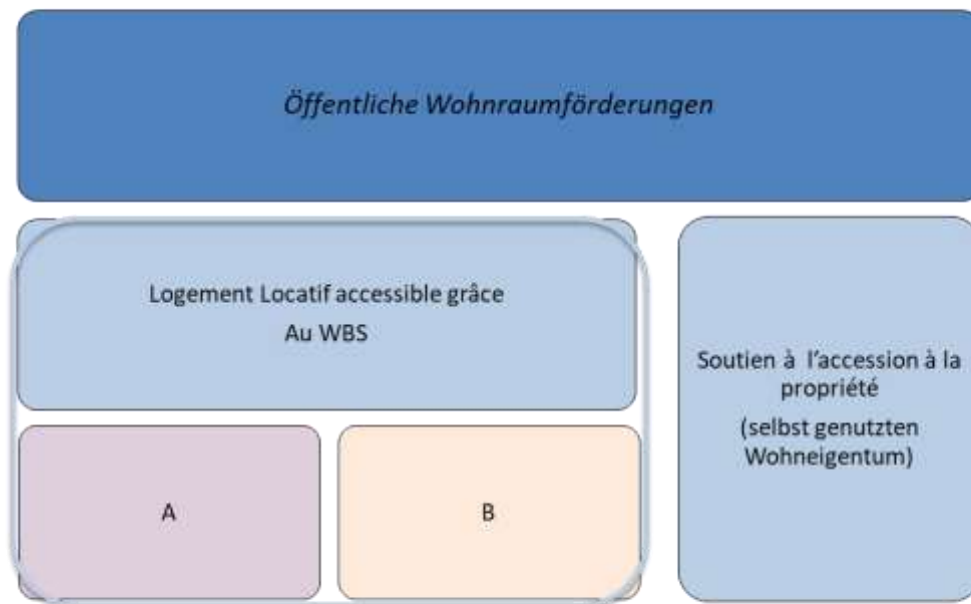 Öffentliche Wohnraumförderungen
Logement Locatif accessible grâce
Au WBS
A
B
Soutien à l'accession à la
propriété
(selbst genutzten
Wohneigentum)